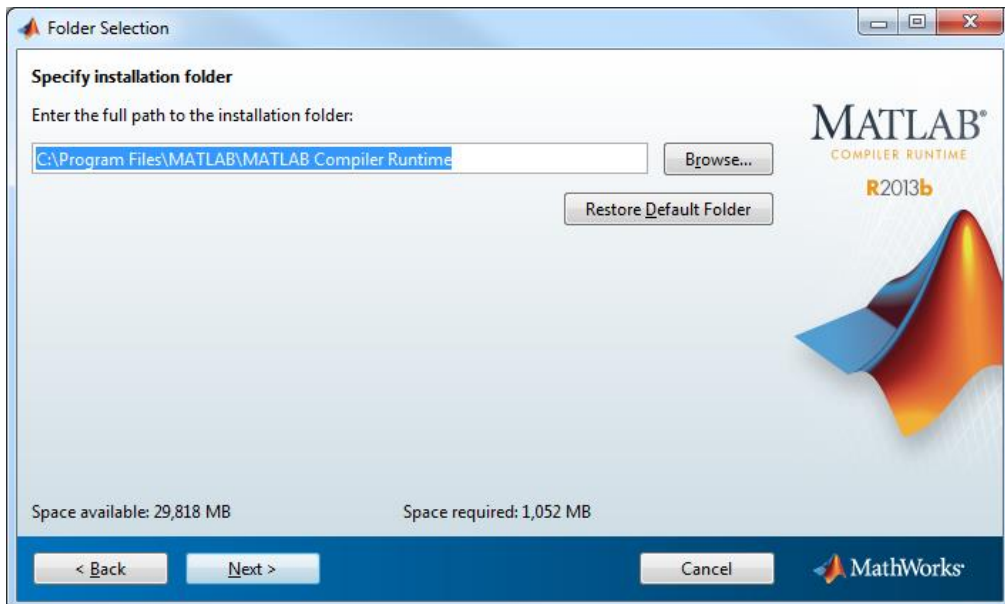 Folder Selection
Specify installation folder
Enter the full path to the installation folder:
C:\Program Files\MATLAB\MATLAB Compiler Runtime
Browse...
Restore Default Folder
MATLAB®
COMPILER RUNTIME
R2013b
Space available: 29,818 MB
Space required: 1,052 MB
< Back
Next >
Cancel
MathWorks®